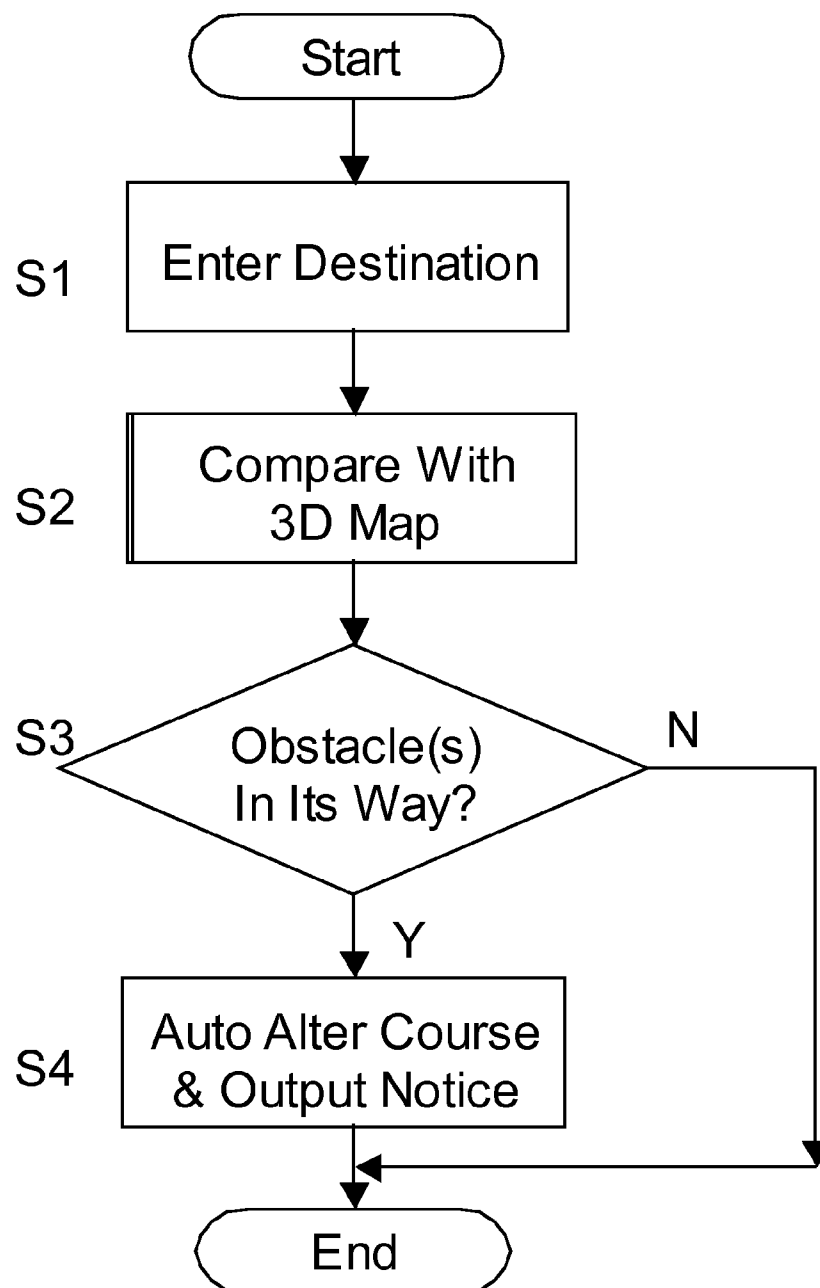 Start
S1
Enter Destination
S2
Compare With
3D Map
S3
Obstacle(s)
In Its Way?
N
Y
S4
Auto Alter Course
& Output Notice
End